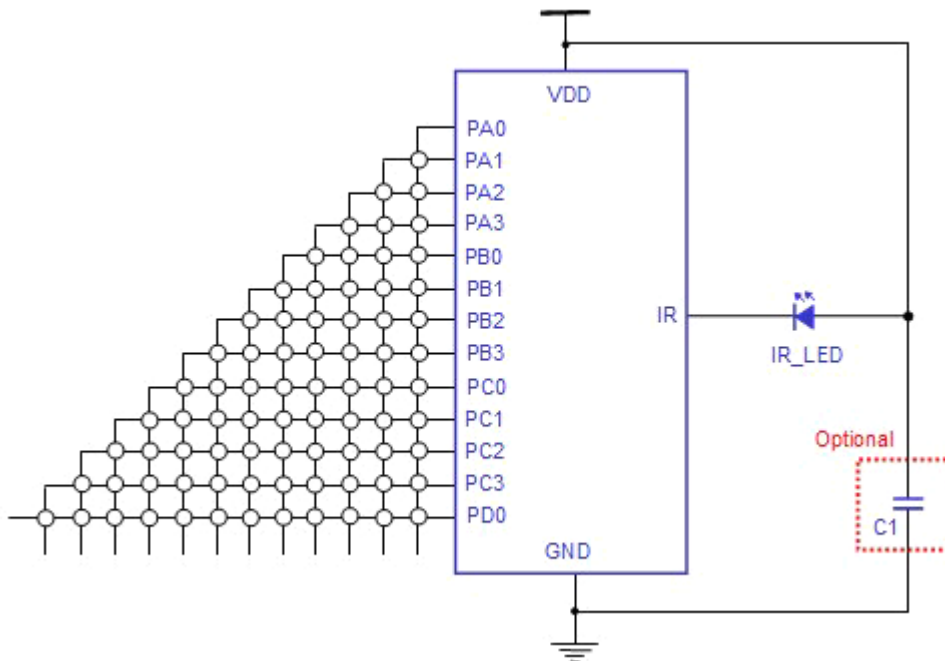 VDD
PA0
PA1
PA2
PA3
PB0
PB1
PB2
IR
PB3
IR_LED
PC0
PC1
PC2
Optional
PC3
PD0
C1
GND